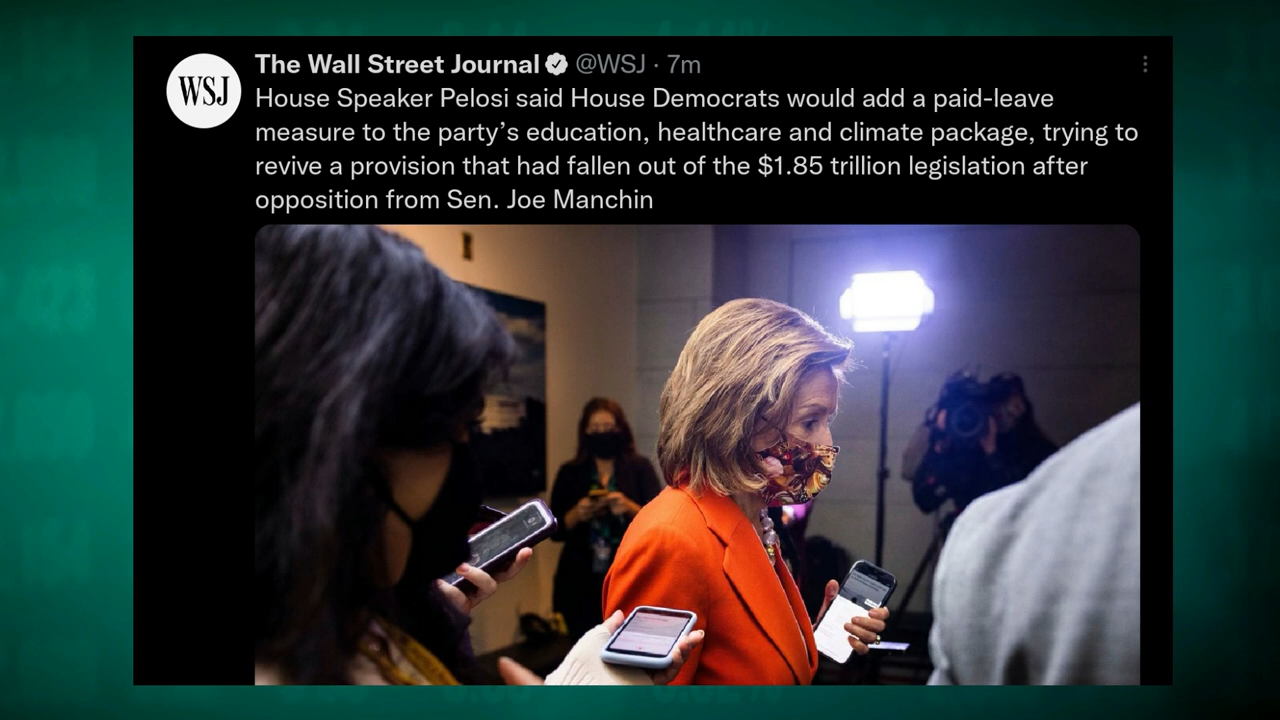 WSJ
The Wall Street Journal @WSJ · 7m
House Speaker Pelosi said House Democrats would add a paid-leave
measure to the party’s education, healthcare and climate package, trying to
revive a provision that had fallen out of the $1.85 trillion legislation after
opposition from Sen. Joe Manchin